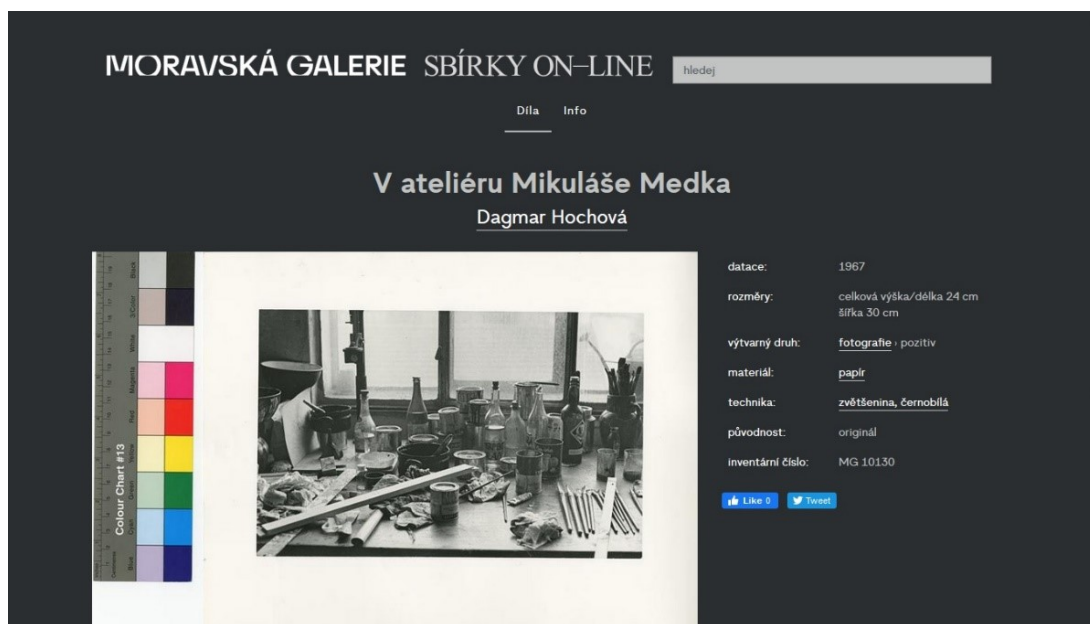 MORAVSKÁ GALERIE SBÍRKY ON–LINE
hledej
Díla Info
V ateliéru Mikuláše Medka
Dagmar Hochová
datace: 1967
rozměry: celková výška/délka 24 cm
šířka 30 cm
výtvarný druh: fotografie › pozitiv
materiál: papír
technika: zvětšenina, černobílá
původnost: originál
inventární číslo: MG 10130
Like 0 Tweet
Colour Chart #13
Black
3/Color
White
Magenta
Red
Yellow
Green
Cyan
Blue